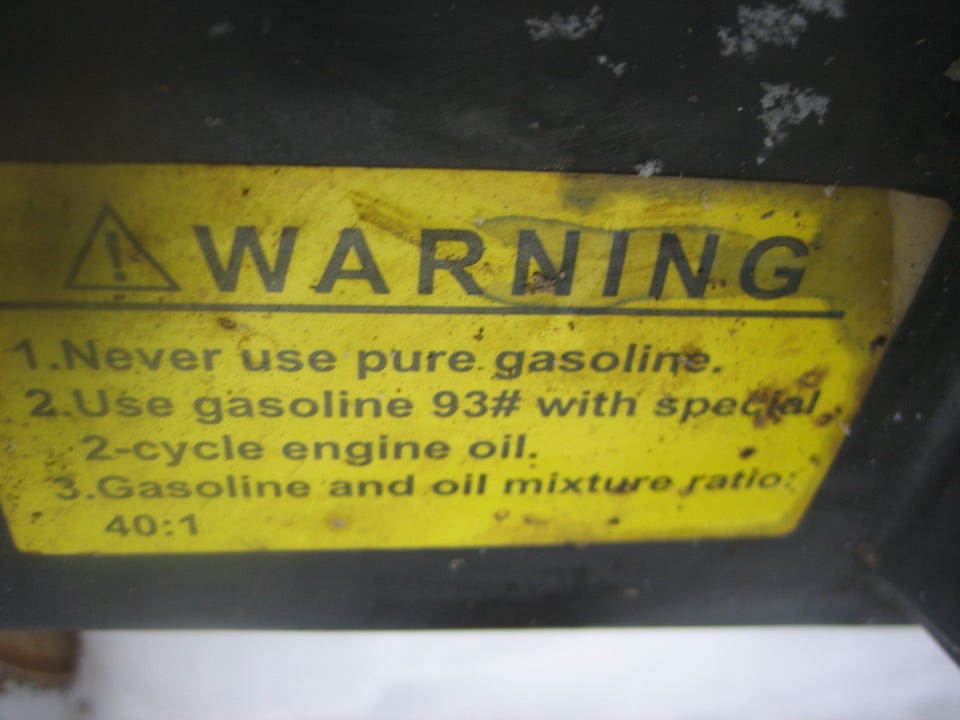 WARNING
1.Never use pure gasoline.
2.Use gasoline 93# with special
2-cycle engine oil.
3.Gasoline and oil mixture ratio:
40:1